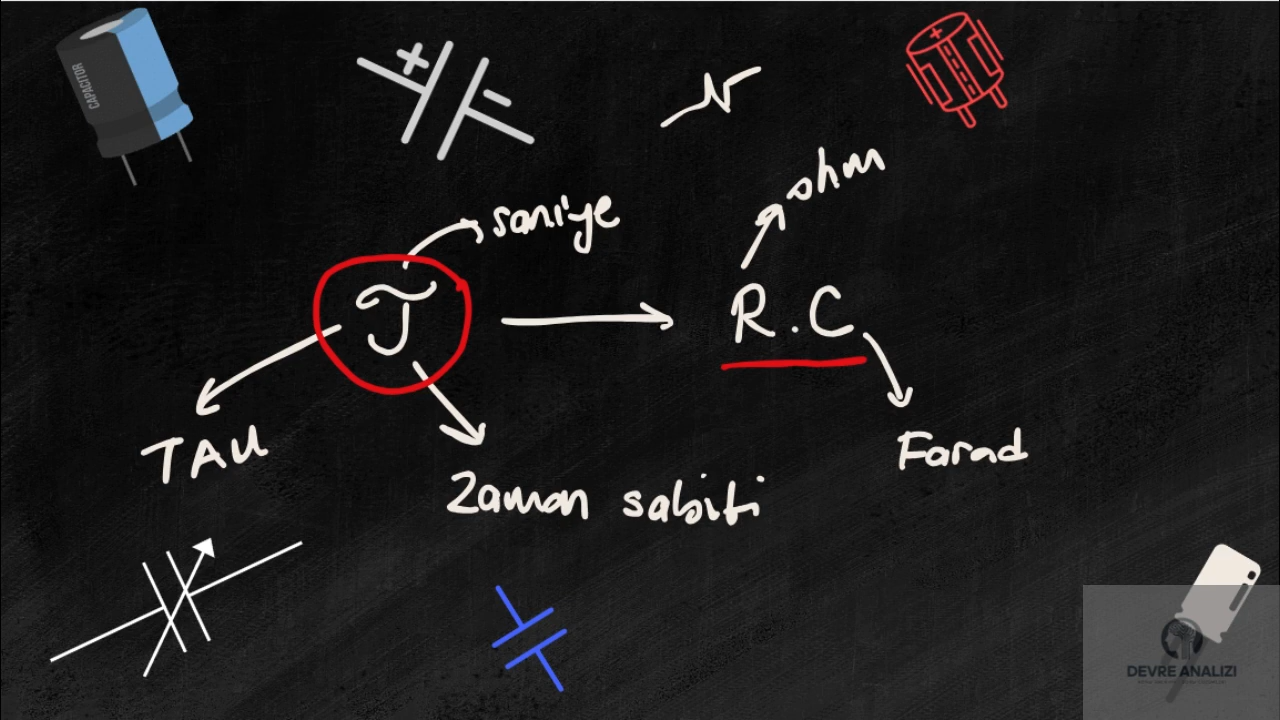 CAPACITOR
ohm
saniye
τ
R.C
TAU
Farad
Zaman sabiti
DEVRE ANALIZI